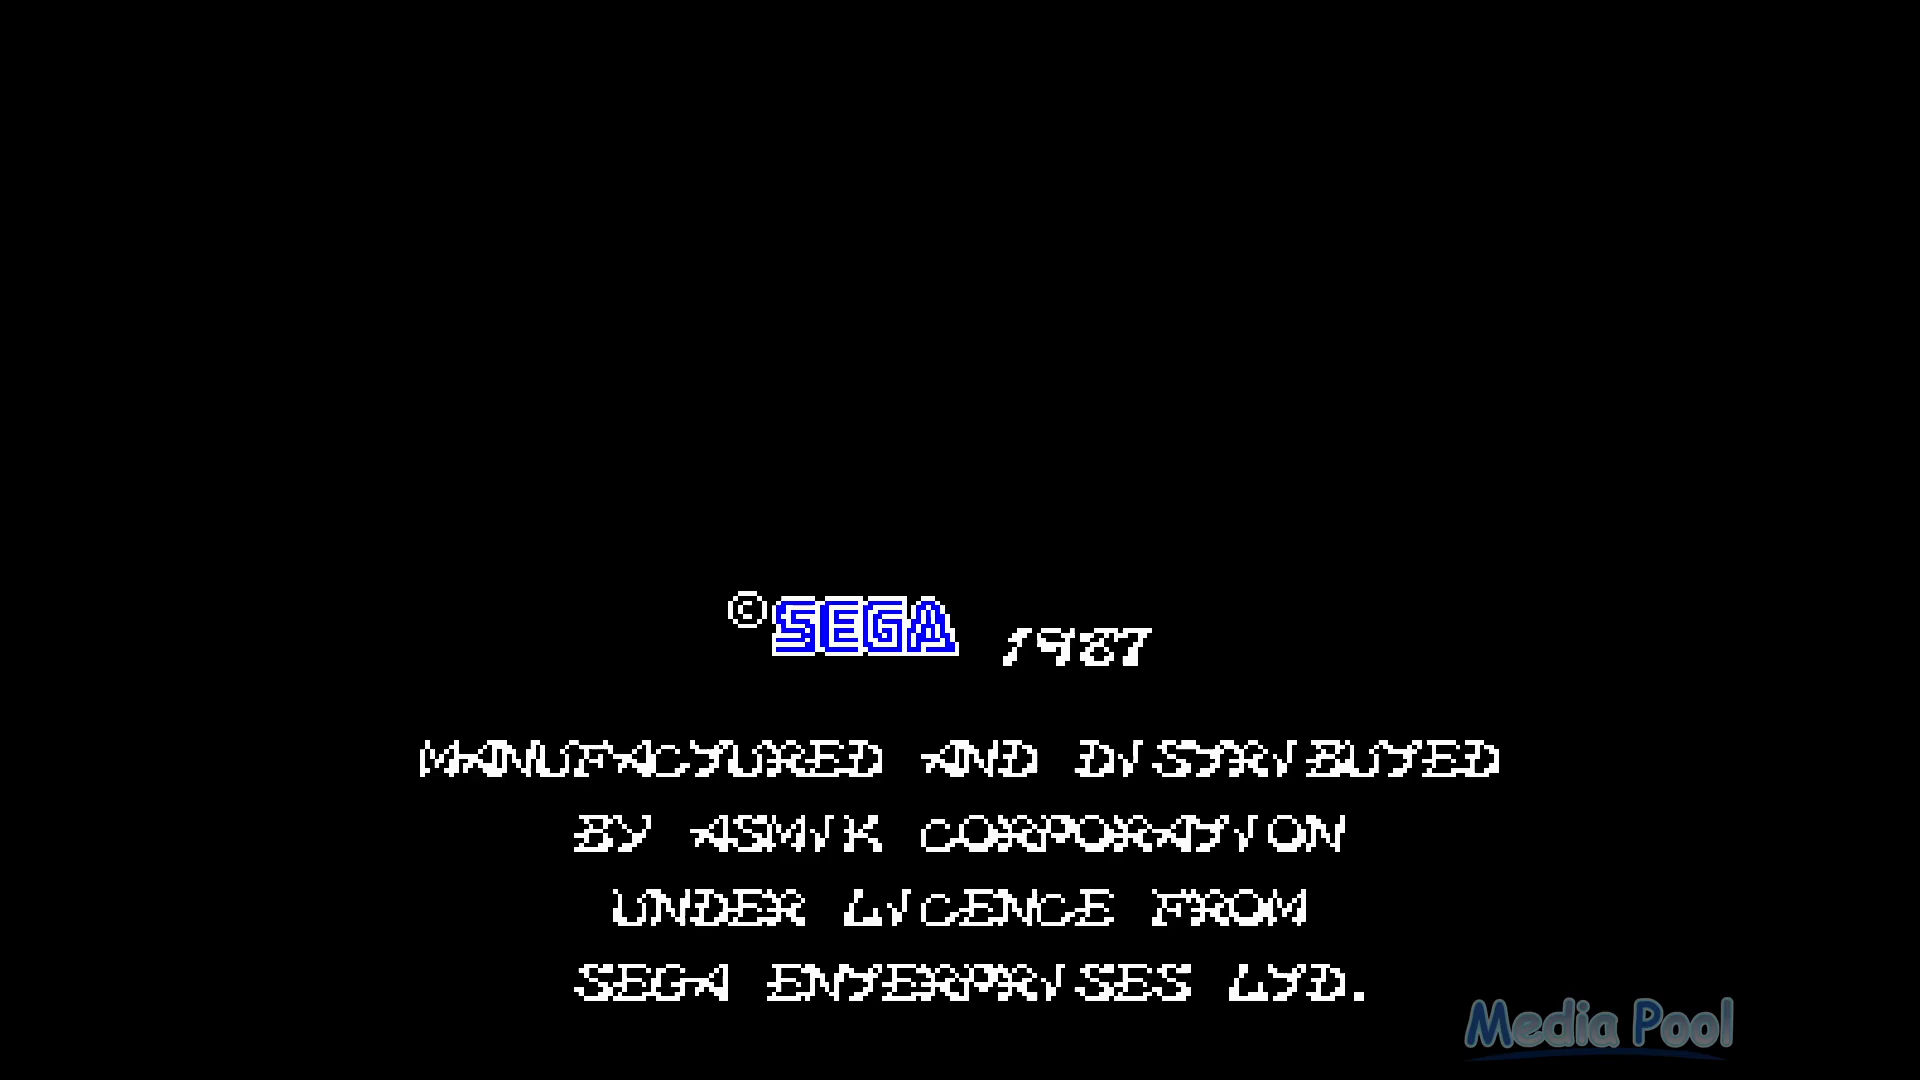 © SEGA 1987
MANUFACTURED AND DISTRIBUTED
BY ASMIK CORPORATION
UNDER LICENCE FROM
SEGA ENTERPRISES LTD.
Media Pool